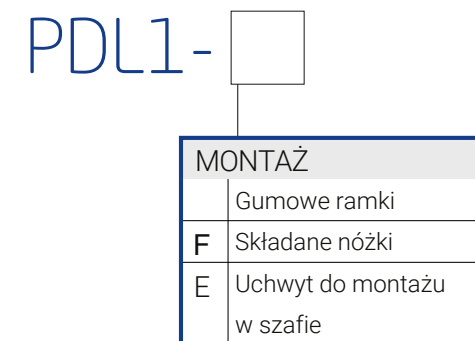 PDL1-
MONTAŻ
Gumowe ramki
F Składane nóżki
E Uchwyt do montażu
w szafie